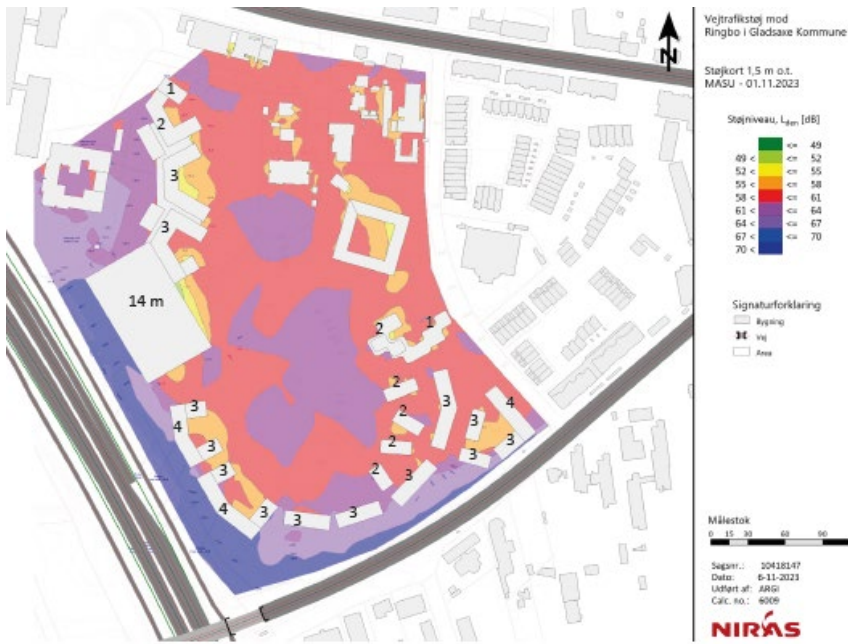 Vejtrafikstøj mod
Ringbo i Gladsaxe Kommune
Støjkort 1,5 m o.t.
MASU - 01.11.2023
Støjniveau, Lden [dB]
<= 49
49 < <= 52
52 < <= 55
55 < <= 58
58 < <= 61
61 < <= 64
64 < <= 67
67 < <= 70
70 <
Signaturforklaring
Bygning
Vej
Area
Målestok
0 15 30 60 90
Sagsnr.: 10418147
Dato: 6-11-2023
Udført af: ARGI
Calc. no.: 6009
NIRAS
N
1
2
3
3
14 m
2 1
2
3 4
3
4 2 3
3 2 3
3 2 3
4 3 3 3